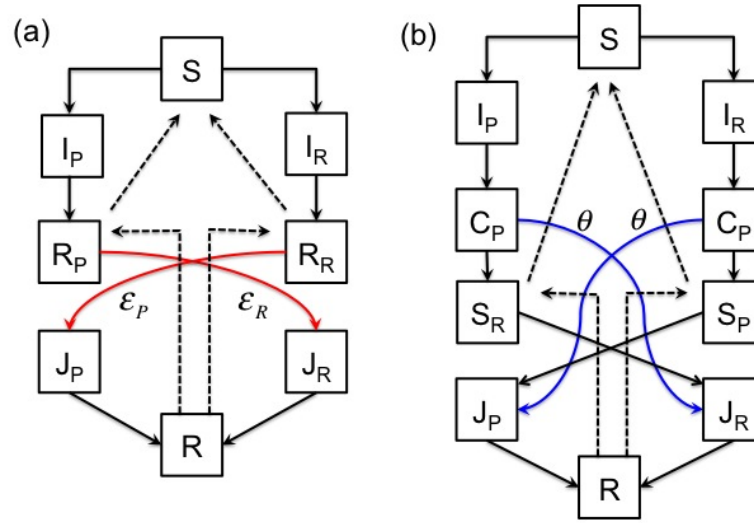 (a)
S
I_P
I_R
R_P
R_R
ε_P
ε_R
J_P
J_R
R
(b)
S
I_P
I_R
C_P
θ
θ
C_P
S_R
S_P
J_P
J_R
R